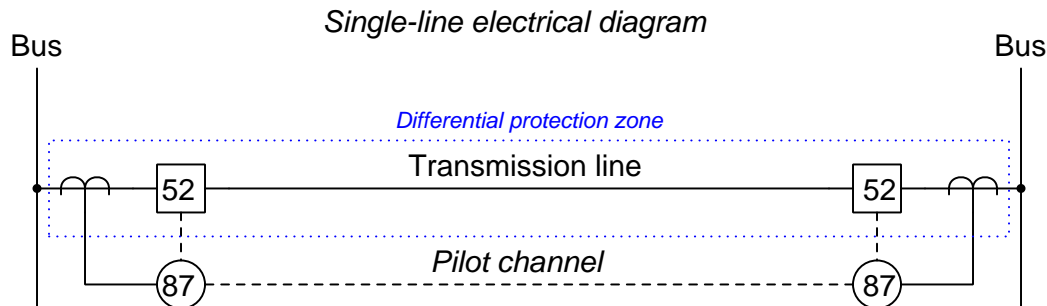 Single-line electrical diagram
Bus
Bus
Differential protection zone
Transmission line
52
52
Pilot channel
87
87